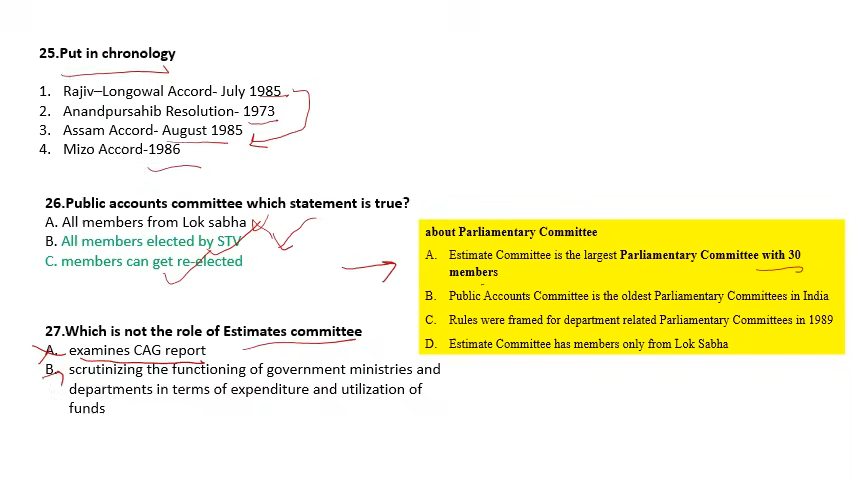 25.Put in chronology
1. Rajiv–Longowal Accord- July 1985
2. Anandpursahib Resolution- 1973
3. Assam Accord- August 1985
4. Mizo Accord-1986
26.Public accounts committee which statement is true?
A. All members from Lok sabha
B. All members elected by STV
C. members can get re-elected
about Parliamentary Committee
A. Estimate Committee is the largest Parliamentary Committee with 30
members
B. Public Accounts Committee is the oldest Parliamentary Committees in India
C. Rules were framed for department related Parliamentary Committees in 1989
D. Estimate Committee has members only from Lok Sabha
27.Which is not the role of Estimates committee
A. examines CAG report
B. scrutinizing the functioning of government ministries and
departments in terms of expenditure and utilization of
funds